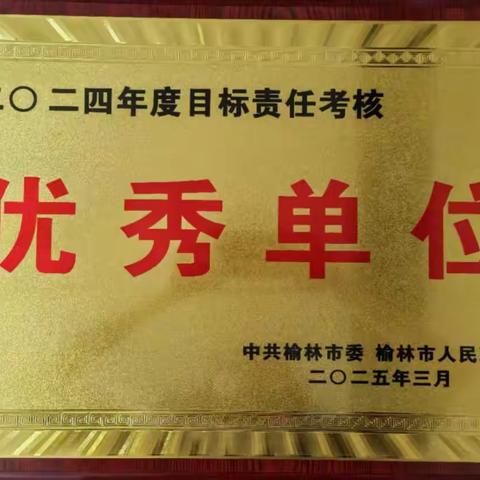 二〇二四年度目标责任考核
优秀单位
中共榆林市委 榆林市人民
二〇二五年三月